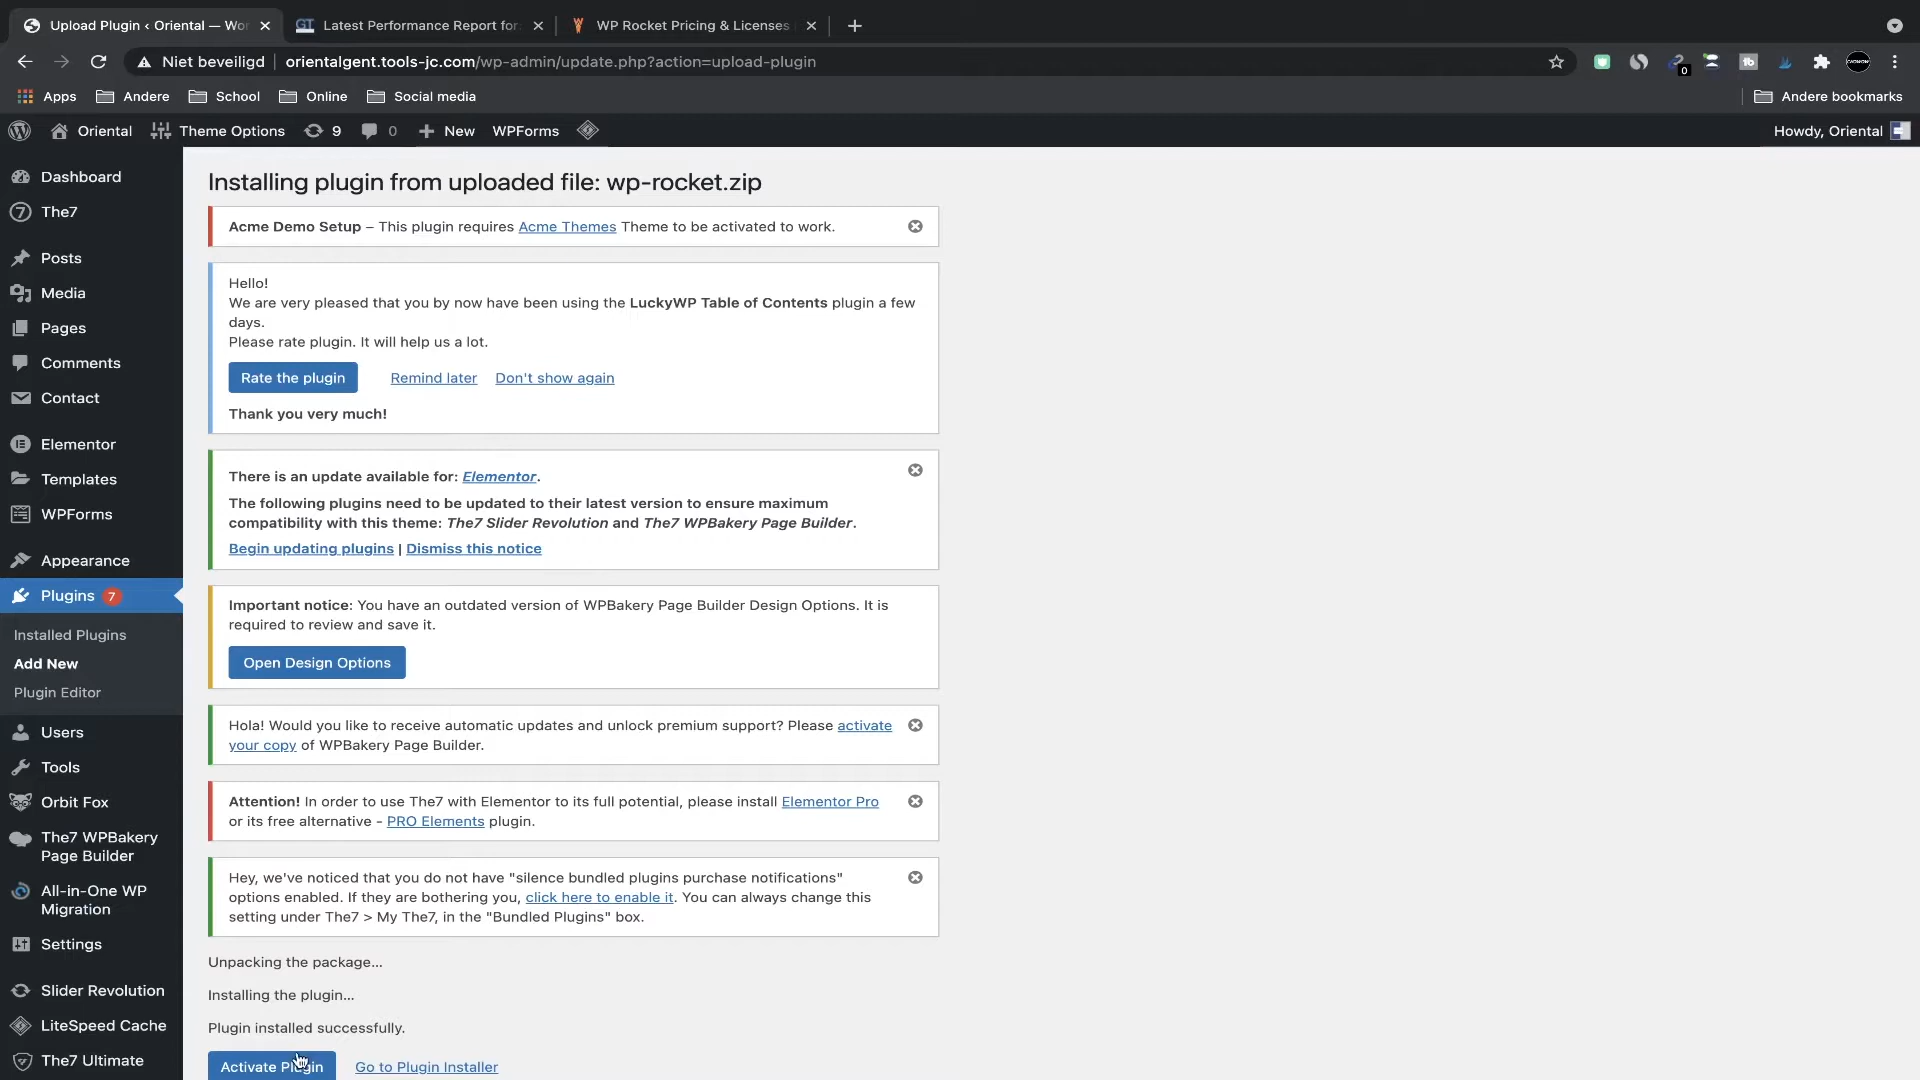 Upload Plugin ‹ Oriental — Wor
Latest Performance Report for:
WP Rocket Pricing & Licenses
Niet beveiligd
orientalgent.tools-jc.com/wp-admin/update.php?action=upload-plugin
0
Apps
Andere
School
Online
Social media
Andere bookmarks
Oriental
Theme Options
9
0
New
WPForms
Howdy, Oriental
Dashboard
The7
Posts
Media
Pages
Comments
Contact
Elementor
Templates
WPForms
Appearance
Plugins 7
Installed Plugins
Add New
Plugin Editor
Users
Tools
Orbit Fox
The7 WPBakery
Page Builder
All-in-One WP
Migration
Settings
Slider Revolution
LiteSpeed Cache
The7 Ultimate
Installing plugin from uploaded file: wp-rocket.zip
Acme Demo Setup – This plugin requires Acme Themes Theme to be activated to work.
Hello!
We are very pleased that you by now have been using the LuckyWP Table of Contents plugin a few
days.
Please rate plugin. It will help us a lot.
Rate the plugin
Remind later
Don't show again
Thank you very much!
There is an update available for: Elementor.
The following plugins need to be updated to their latest version to ensure maximum
compatibility with this theme: The7 Slider Revolution and The7 WPBakery Page Builder.
Begin updating plugins | Dismiss this notice
Important notice: You have an outdated version of WPBakery Page Builder Design Options. It is
required to review and save it.
Open Design Options
Hola! Would you like to receive automatic updates and unlock premium support? Please activate
your copy of WPBakery Page Builder.
Attention! In order to use The7 with Elementor to its full potential, please install Elementor Pro
or its free alternative - PRO Elements plugin.
Hey, we've noticed that you do not have "silence bundled plugins purchase notifications"
options enabled. If they are bothering you, click here to enable it. You can always change this
setting under The7 > My The7, in the "Bundled Plugins" box.
Unpacking the package...
Installing the plugin...
Plugin installed successfully.
Activate Plugin
Go to Plugin Installer